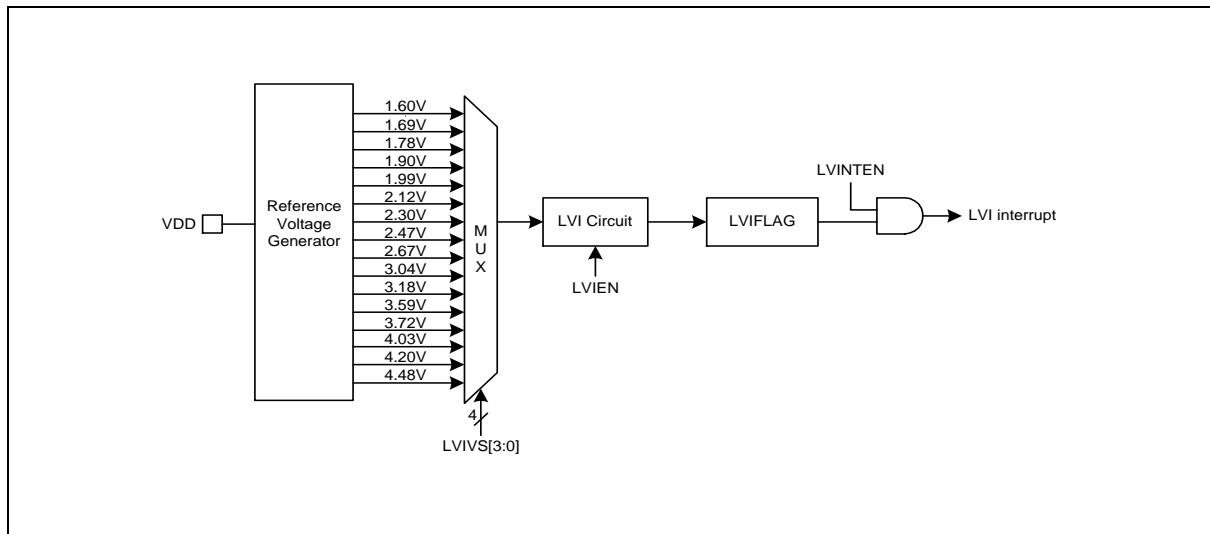 VDD
Reference
Voltage
Generator
1.60V
1.69V
1.78V
1.90V
1.99V
2.12V
2.30V
2.47V
2.67V
3.04V
3.18V
3.59V
3.72V
4.03V
4.20V
4.48V
M
U
X
4
LVIVS[3:0]
LVI Circuit
LVIEN
LVIFLAG
LVINTEN
LVI interrupt